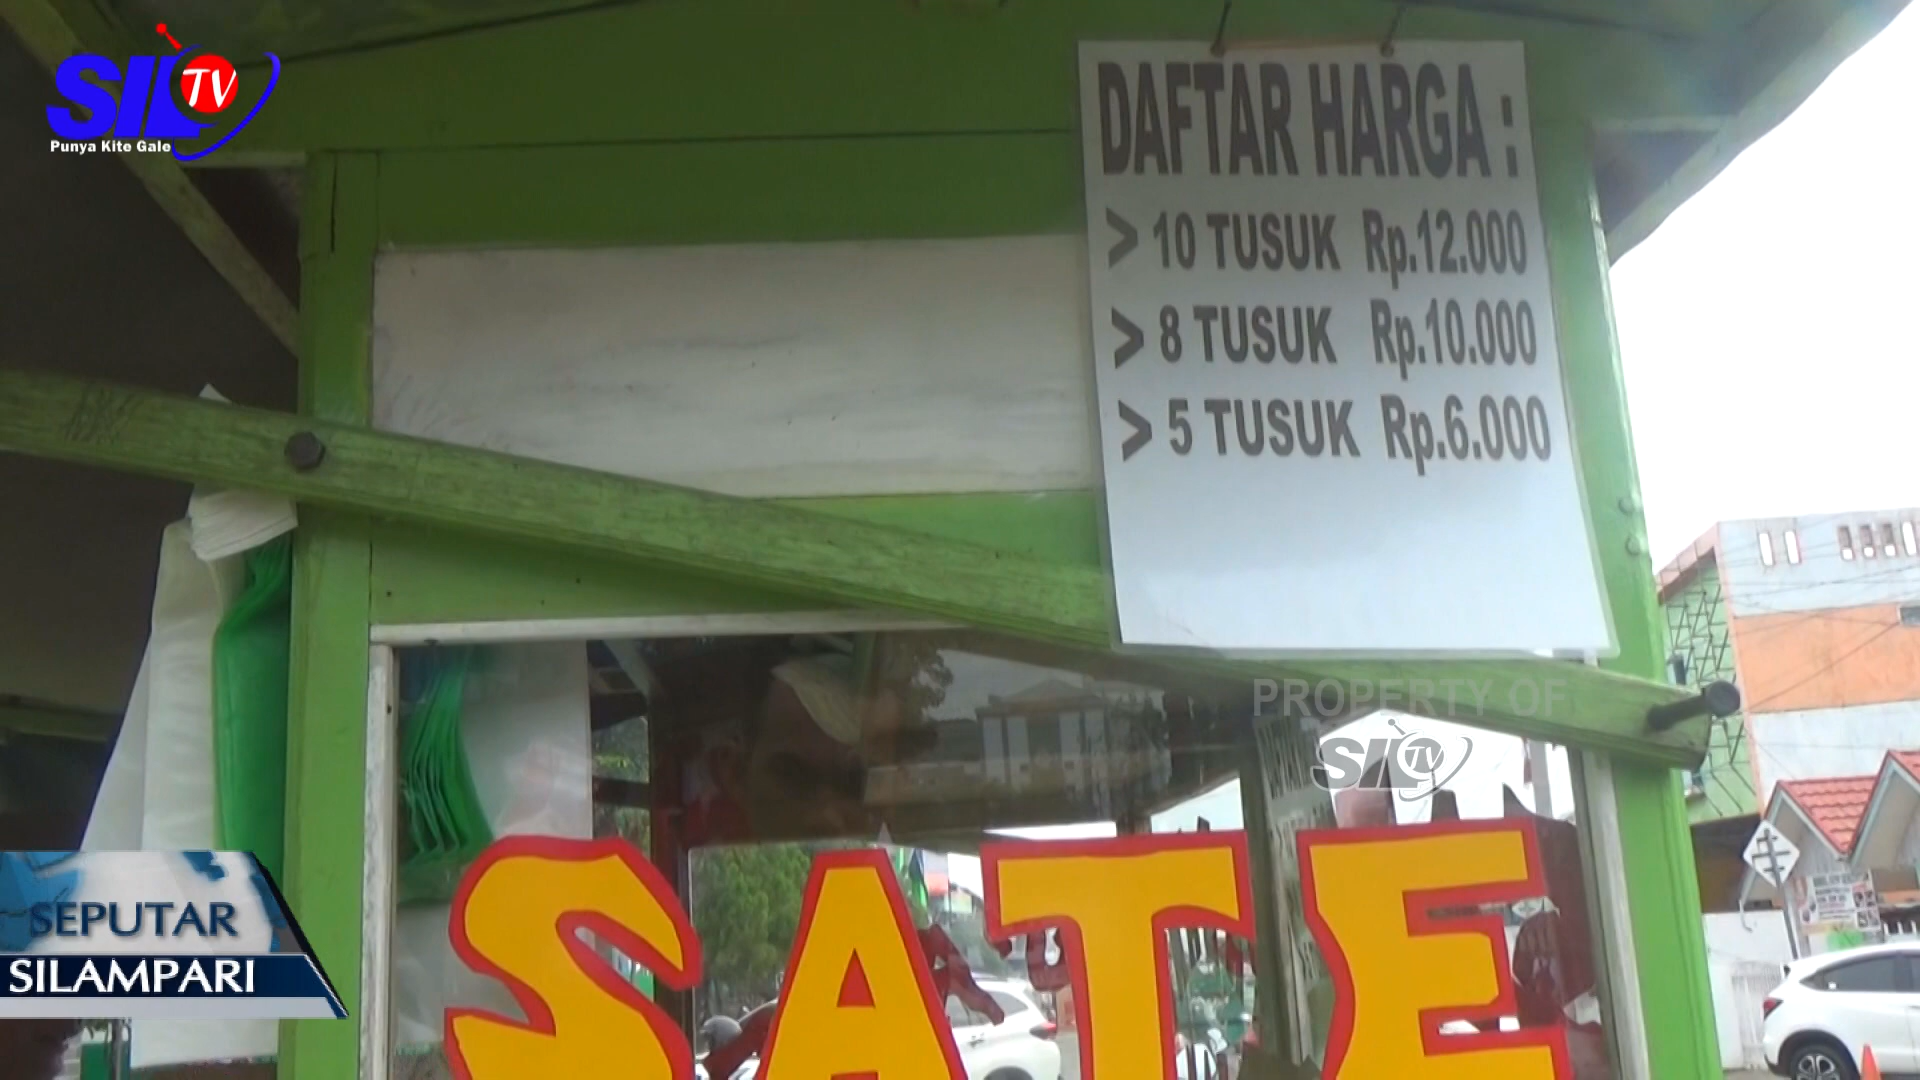 SIL TV
Punya Kite Gale
DAFTAR HARGA :
> 10 TUSUK Rp.12.000
> 8 TUSUK Rp.10.000
> 5 TUSUK Rp.6.000
PROPERTY OF
SIL TV
SATE
SEPUTAR
SILAMPARI